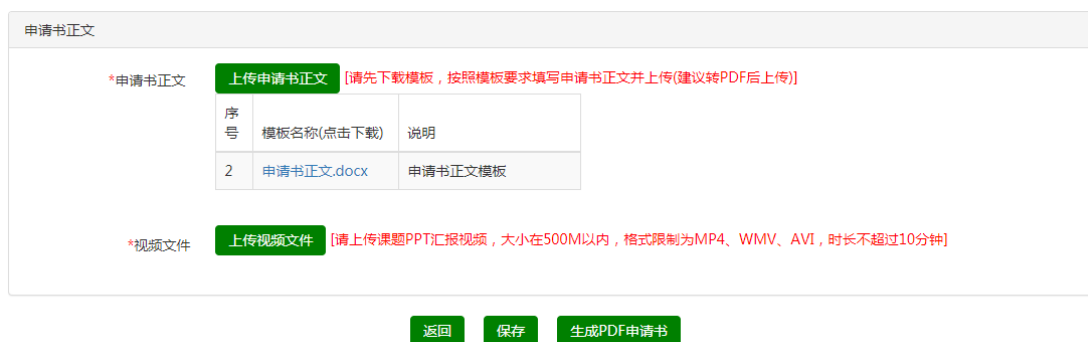 申请书正文
*申请书正文 上传申请书正文 [请先下载模板，按照模板要求填写申请书正文并上传(建议转PDF后上传)]
序号 模板名称(点击下载) 说明
2 申请书正文.docx 申请书正文模板
*视频文件 上传视频文件 [请上传课题PPT汇报视频，大小在500M以内，格式限制为MP4、WMV、AVI，时长不超过10分钟]
返回 保存 生成PDF申请书